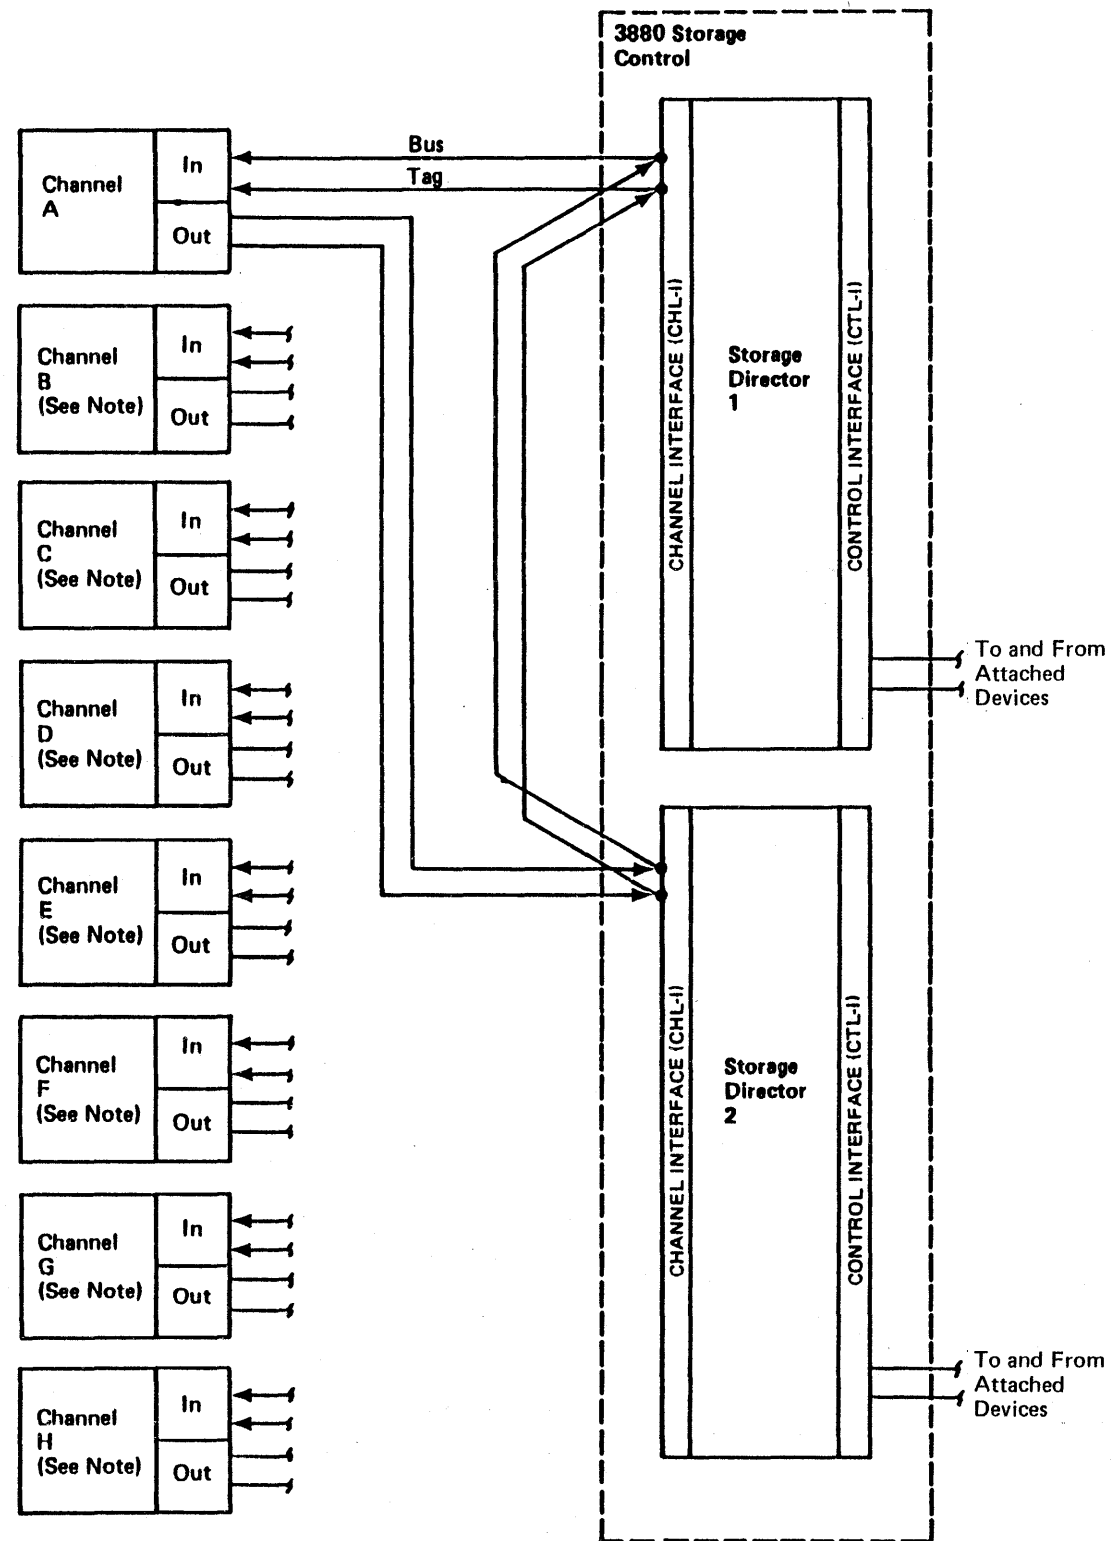 3880 Storage
Control
Bus
Tag
Channel
A
In
Out
Channel
B
(See Note)
In
Out
Channel
C
(See Note)
In
Out
Channel
D
(See Note)
In
Out
Channel
E
(See Note)
In
Out
Channel
F
(See Note)
In
Out
Channel
G
(See Note)
In
Out
Channel
H
(See Note)
In
Out
CHANNEL INTERFACE (CHL-I)
Storage
Director
1
CONTROL INTERFACE (CTL-I)
To and From
Attached
Devices
CHANNEL INTERFACE (CHL-I)
Storage
Director
2
CONTROL INTERFACE (CTL-I)
To and From
Attached
Devices